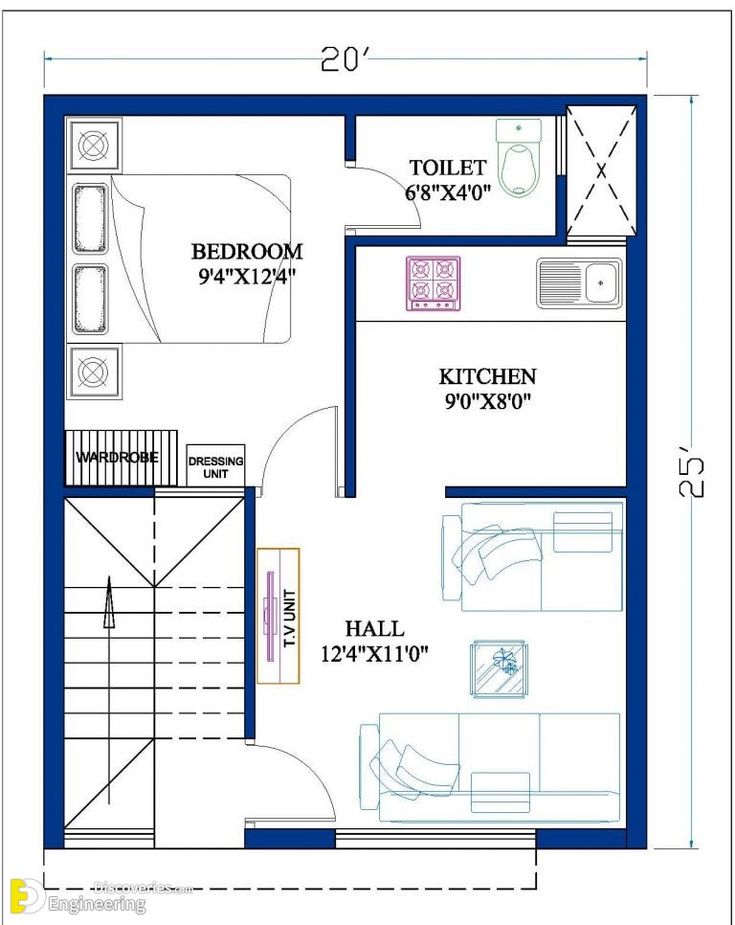 20'
TOILET
6'8"X4'0"
BEDROOM
9'4"X12'4"
KITCHEN
9'0"X8'0"
WARDROBE
DRESSING
UNIT
25'
T.V UNIT
HALL
12'4"X11'0"
ED
Discoveries.com
Engineering